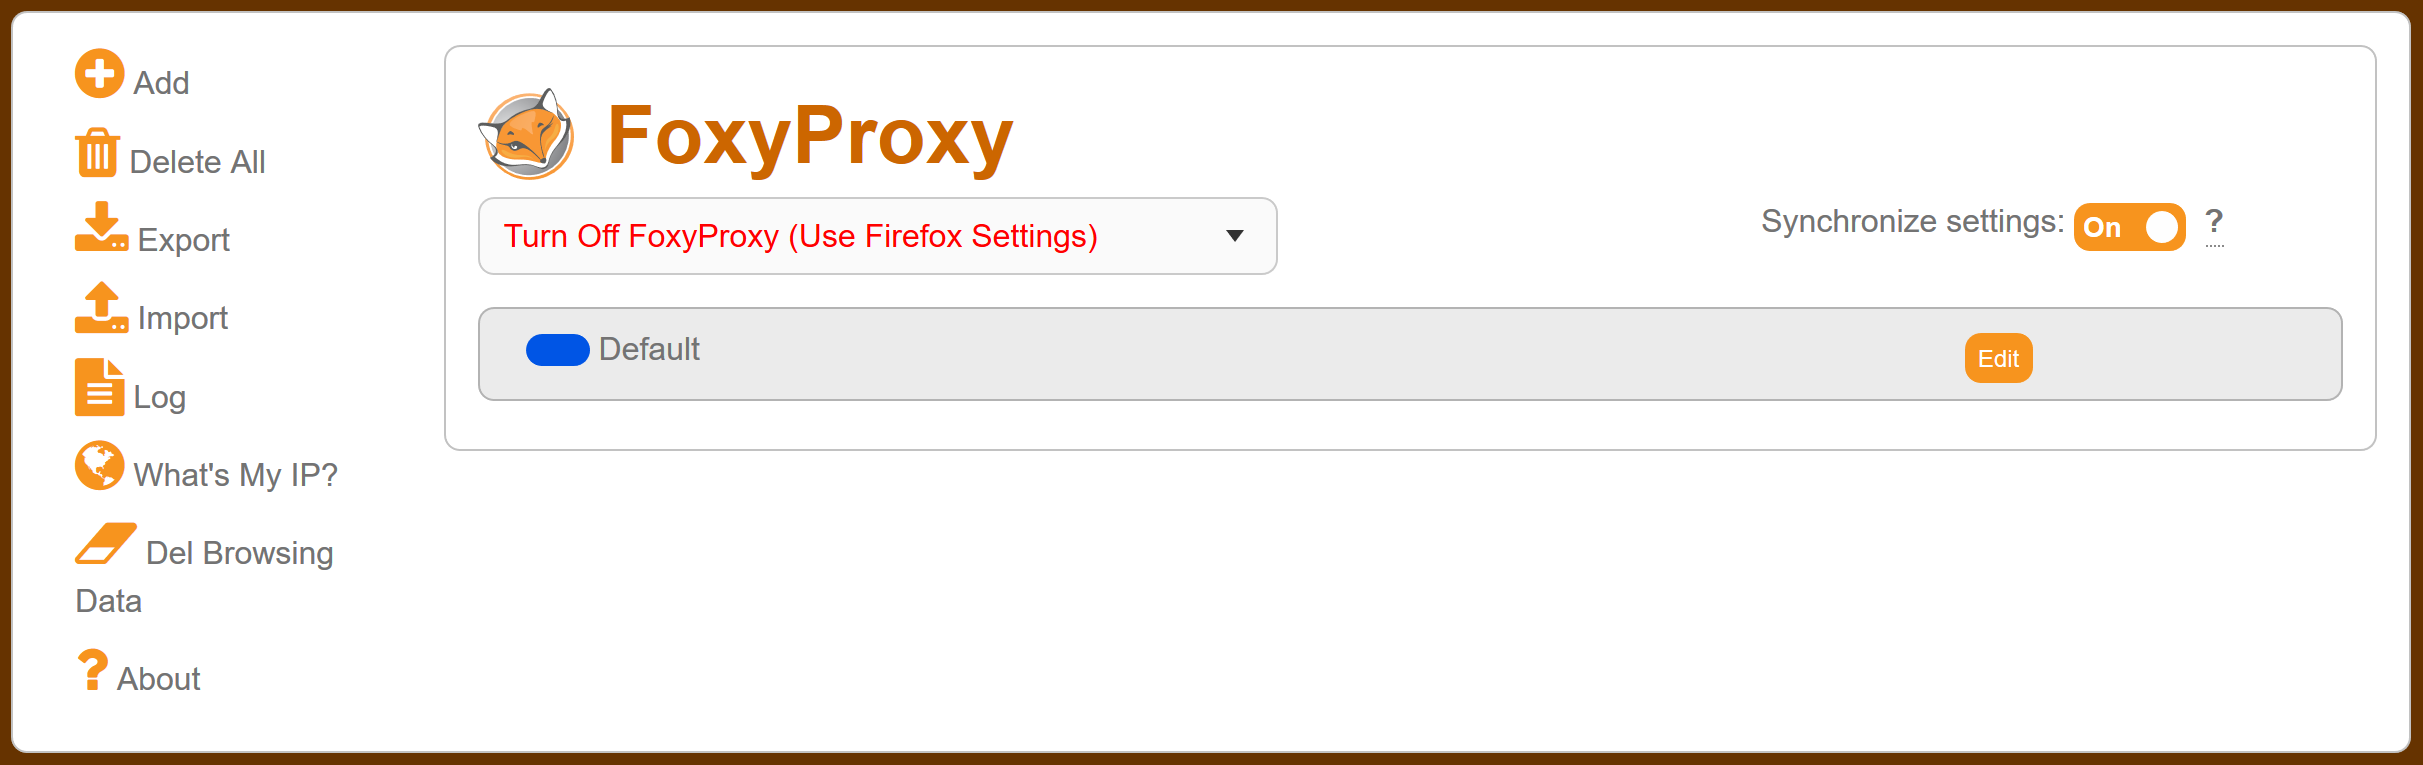 Add
Delete All
Export
Import
Log
What's My IP?
Del Browsing
Data
About
FoxyProxy
Turn Off FoxyProxy (Use Firefox Settings)
Synchronize settings: On ?
Default Edit